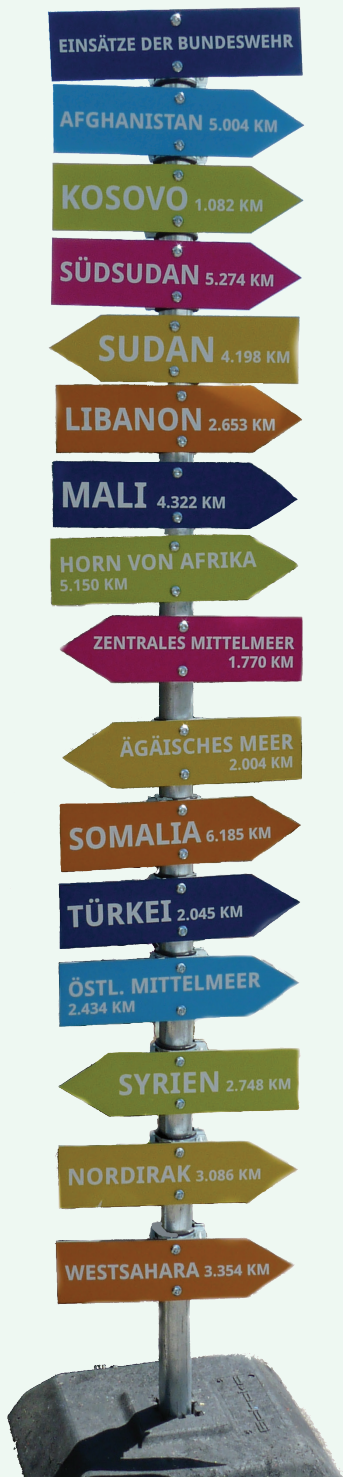 EINSÄTZE DER BUNDESWEHR
AFGHANISTAN 5.004 KM
KOSOVO 1.082 KM
SÜDSUDAN 5.274 KM
SUDAN 4.198 KM
LIBANON 2.653 KM
MALI 4.322 KM
HORN VON AFRIKA
5.150 KM
ZENTRALES MITTELMEER
1.770 KM
ÄGÄISCHES MEER
2.004 KM
SOMALIA 6.185 KM
TÜRKEI 2.045 KM
ÖSTL. MITTELMEER
2.434 KM
SYRIEN 2.748 KM
NORDIRAK 3.086 KM
WESTSAHARA 3.354 KM